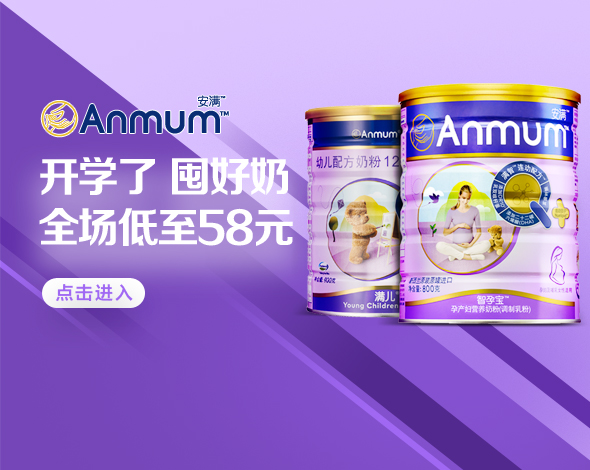 安满™
Anmum™
开学了 囤好奶
全场低至58元
点击进入
Anmum
幼儿配方奶粉 12
满儿
Young Children
安满™
Anmum™
净含量:800克
智孕宝™
孕产妇营养奶粉(调制乳粉)